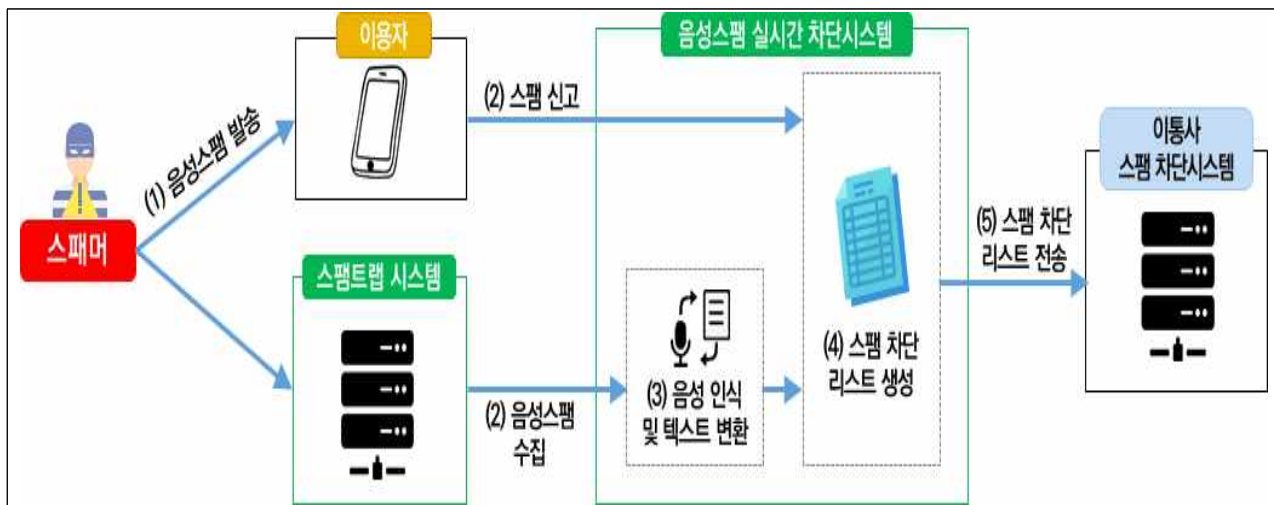 이용자
음성스팸 실시간 차단시스템
(2) 스팸 신고
이통사
스팸 차단시스템
(1) 음성스팸 발송
스패머
(5) 스팸 차단
리스트 전송
스팸트랩 시스템
(4) 스팸 차단
리스트 생성
(3) 음성 인식
및 텍스트 변환
(2) 음성스팸
수집